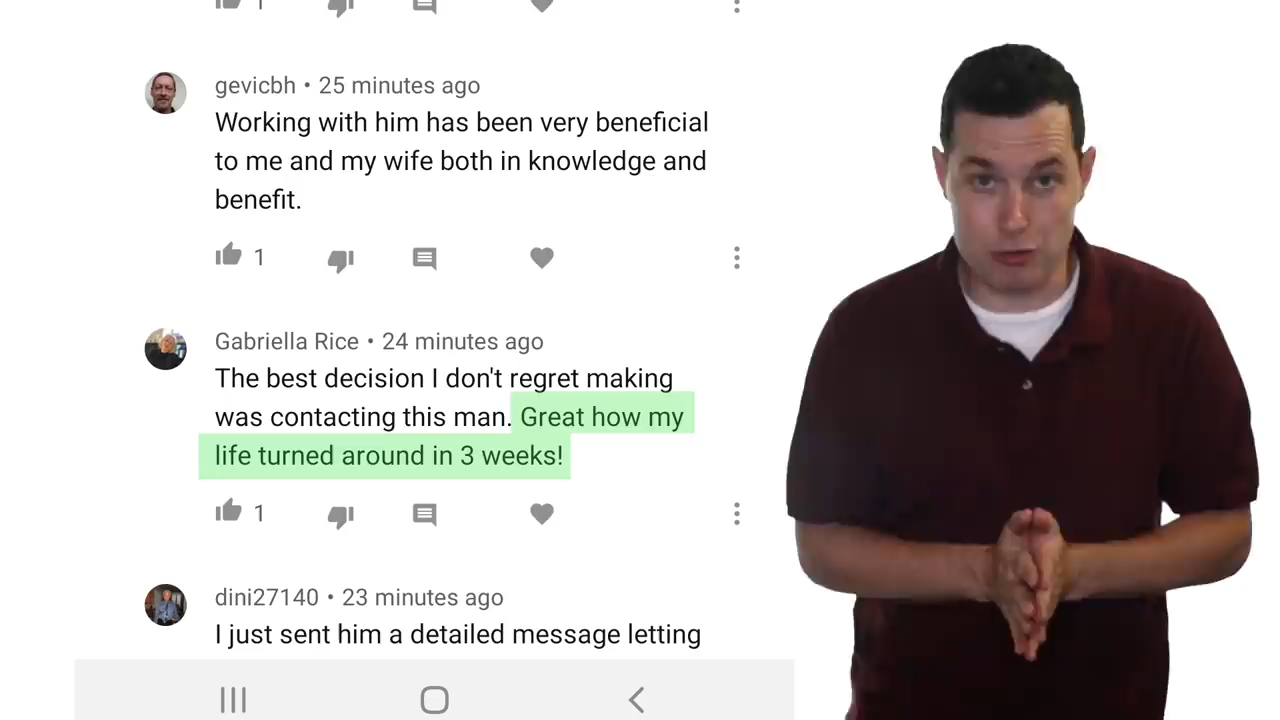 1
gevicbh • 25 minutes ago
Working with him has been very beneficial
to me and my wife both in knowledge and
benefit.
1
Gabriella Rice • 24 minutes ago
The best decision I don't regret making
was contacting this man. Great how my
life turned around in 3 weeks!
1
dini27140 • 23 minutes ago
I just sent him a detailed message letting